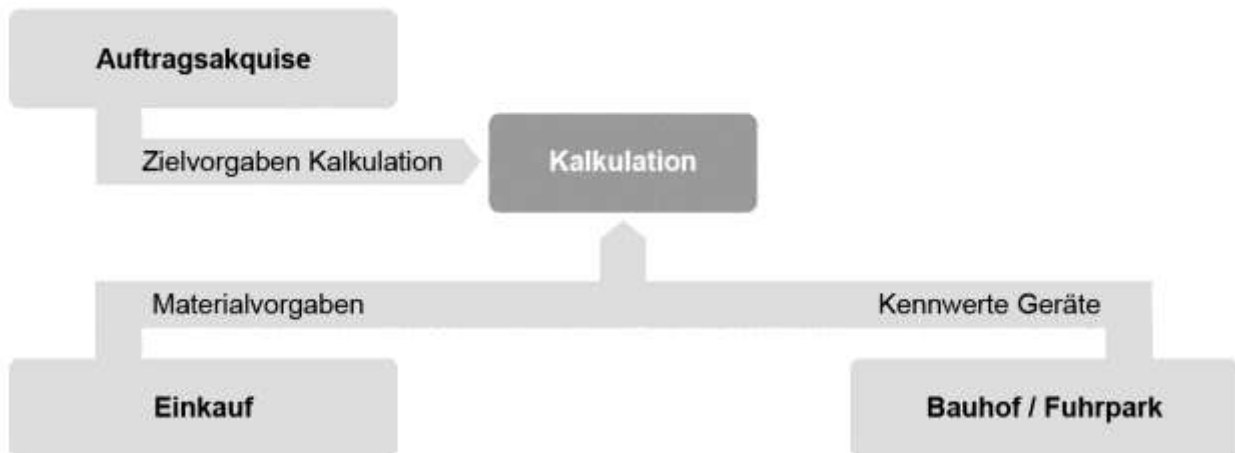 Auftragsakquise
Zielvorgaben Kalkulation
Kalkulation
Materialvorgaben
Kennwerte Geräte
Einkauf
Bauhof / Fuhrpark